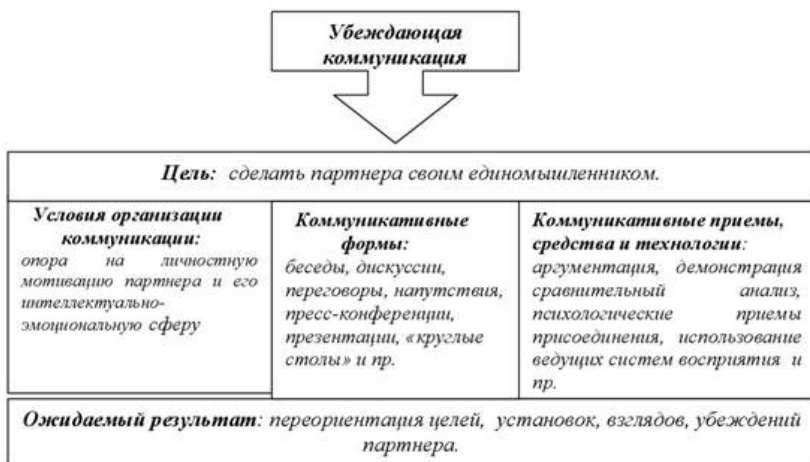 Убеждающая
коммуникация
Цель: сделать партнера своим единомышленником.
Условия организации
коммуникации:
опора на личностную
мотивацию партнера и его
интеллектуально-
эмоциональную сферу
Коммуникативные
формы:
беседы, дискуссии,
переговоры, напутствия,
пресс-конференции,
презентации, «круглые
столы» и пр.
Коммуникативные приемы,
средства и технологии:
аргументация, демонстрация
сравнительный анализ,
психологические приемы
присоединения, использование
ведущих систем восприятия и
пр.
Ожидаемый результат: переориентация целей, установок, взглядов, убеждений
партнера.